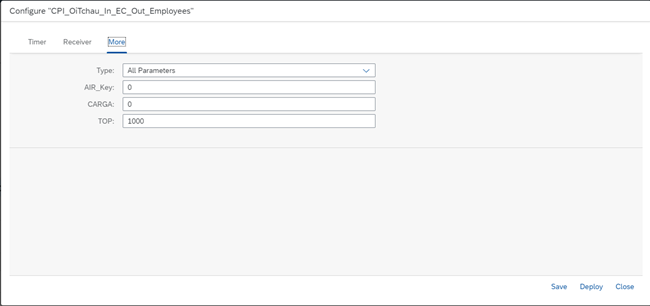 Configure "CPI_OiTchau_In_EC_Out_Employees"
Timer Receiver More
Type: All Parameters
AIR_Key: 0
CARGA: 0
TOP: 1000
Save Deploy Close